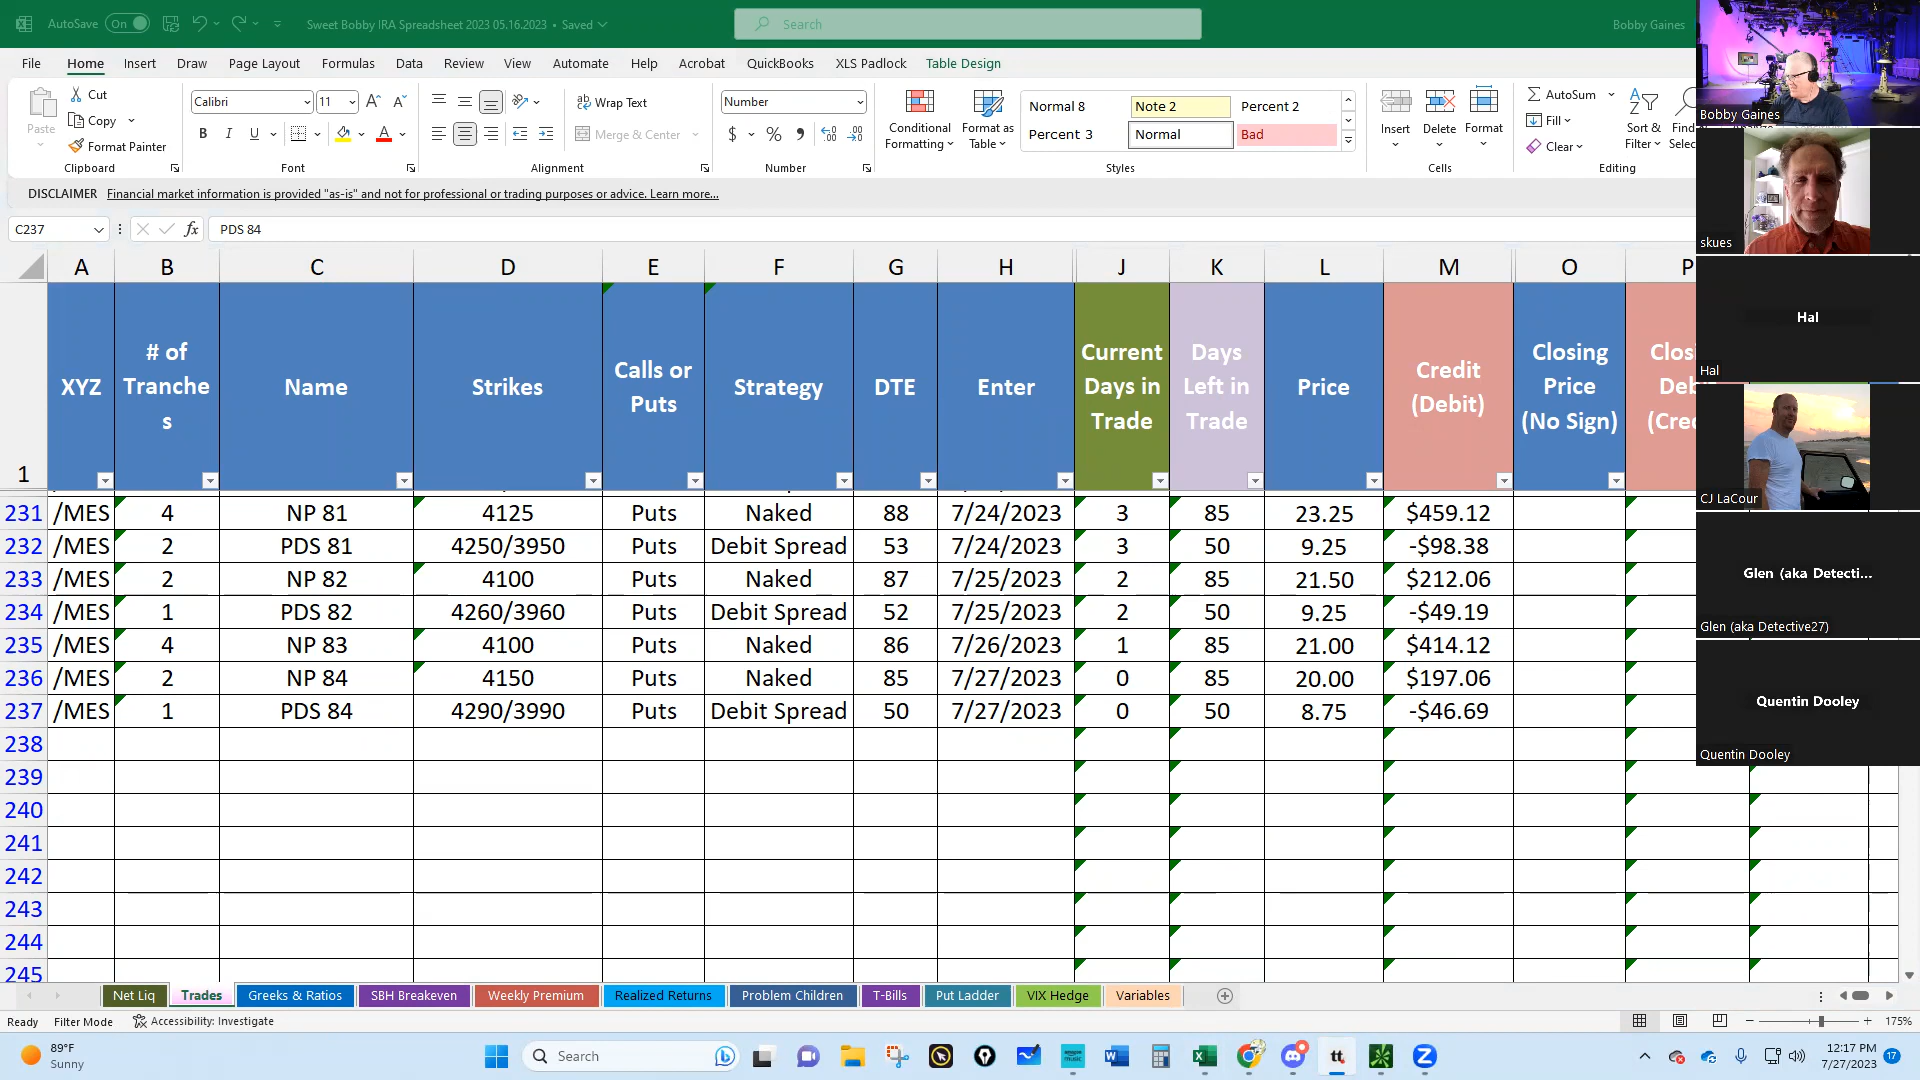 AutoSave On Sweet Bobby IRA Spreadsheet 2023 05.16.2023 • Saved Search Bobby Gaines
File Home Insert Draw Page Layout Formulas Data Review View Automate Help Acrobat QuickBooks XLS Padlock Table Design
Paste Cut Copy Format Painter Clipboard
Calibri 11 B I U Font
Wrap Text Merge & Center Alignment
Number $ % Number
Conditional Formatting Format as Table
Normal 8 Note 2 Percent 2
Percent 3 Normal Bad
Styles
Insert Delete Format Cells
AutoSum Fill Clear Sort & Filter Editing
DISCLAIMER Financial market information is provided "as-is" and not for professional or trading purposes or advice. Learn more...
C237 fx PDS 84
A B C D E F G H J K L M O P
1 XYZ # of Tranches Name Strikes Calls or Puts Strategy DTE Enter Current Days in Trade Days Left in Trade Price Credit (Debit) Closing Price (No Sign)
231 /MES 4 NP 81 4125 Puts Naked 88 7/24/2023 3 85 23.25 $459.12
232 /MES 2 PDS 81 4250/3950 Puts Debit Spread 53 7/24/2023 3 50 9.25 -$98.38
233 /MES 2 NP 82 4100 Puts Naked 87 7/25/2023 2 85 21.50 $212.06
234 /MES 1 PDS 82 4260/3960 Puts Debit Spread 52 7/25/2023 2 50 9.25 -$49.19
235 /MES 4 NP 83 4100 Puts Naked 86 7/26/2023 1 85 21.00 $414.12
236 /MES 2 NP 84 4150 Puts Naked 85 7/27/2023 0 85 20.00 $197.06
237 /MES 1 PDS 84 4290/3990 Puts Debit Spread 50 7/27/2023 0 50 8.75 -$46.69
238
239
240
241
242
243
244
245
Net Liq Trades Greeks & Ratios SBH Breakeven Weekly Premium Realized Returns Problem Children T-Bills Put Ladder VIX Hedge Variables
Ready Filter Mode Accessibility: Investigate 175%
89°F
Sunny
Search
12:17 PM
7/27/2023
17
Bobby Gaines
skues
Hal
Hal
CJ LaCour
Glen (aka Detecti...
Glen (aka Detective27)
Quentin Dooley
Quentin Dooley